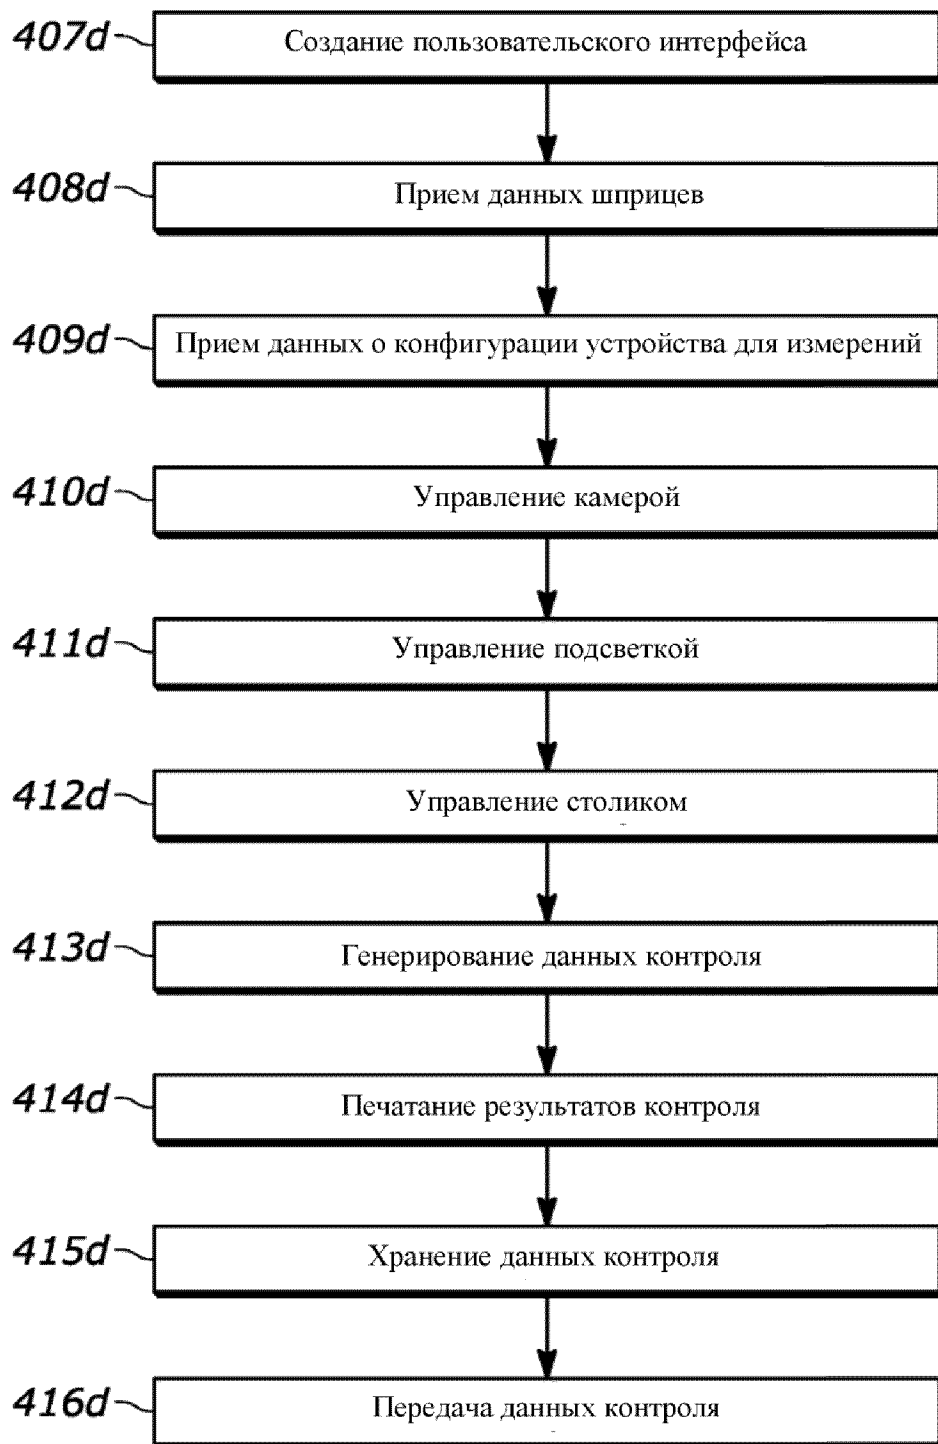 407d Создание пользовательского интерфейса
408d Прием данных шприцев
409d Прием данных о конфигурации устройства для измерений
410d Управление камерой
411d Управление подсветкой
412d Управление столиком
413d Генерирование данных контроля
414d Печатание результатов контроля
415d Хранение данных контроля
416d Передача данных контроля